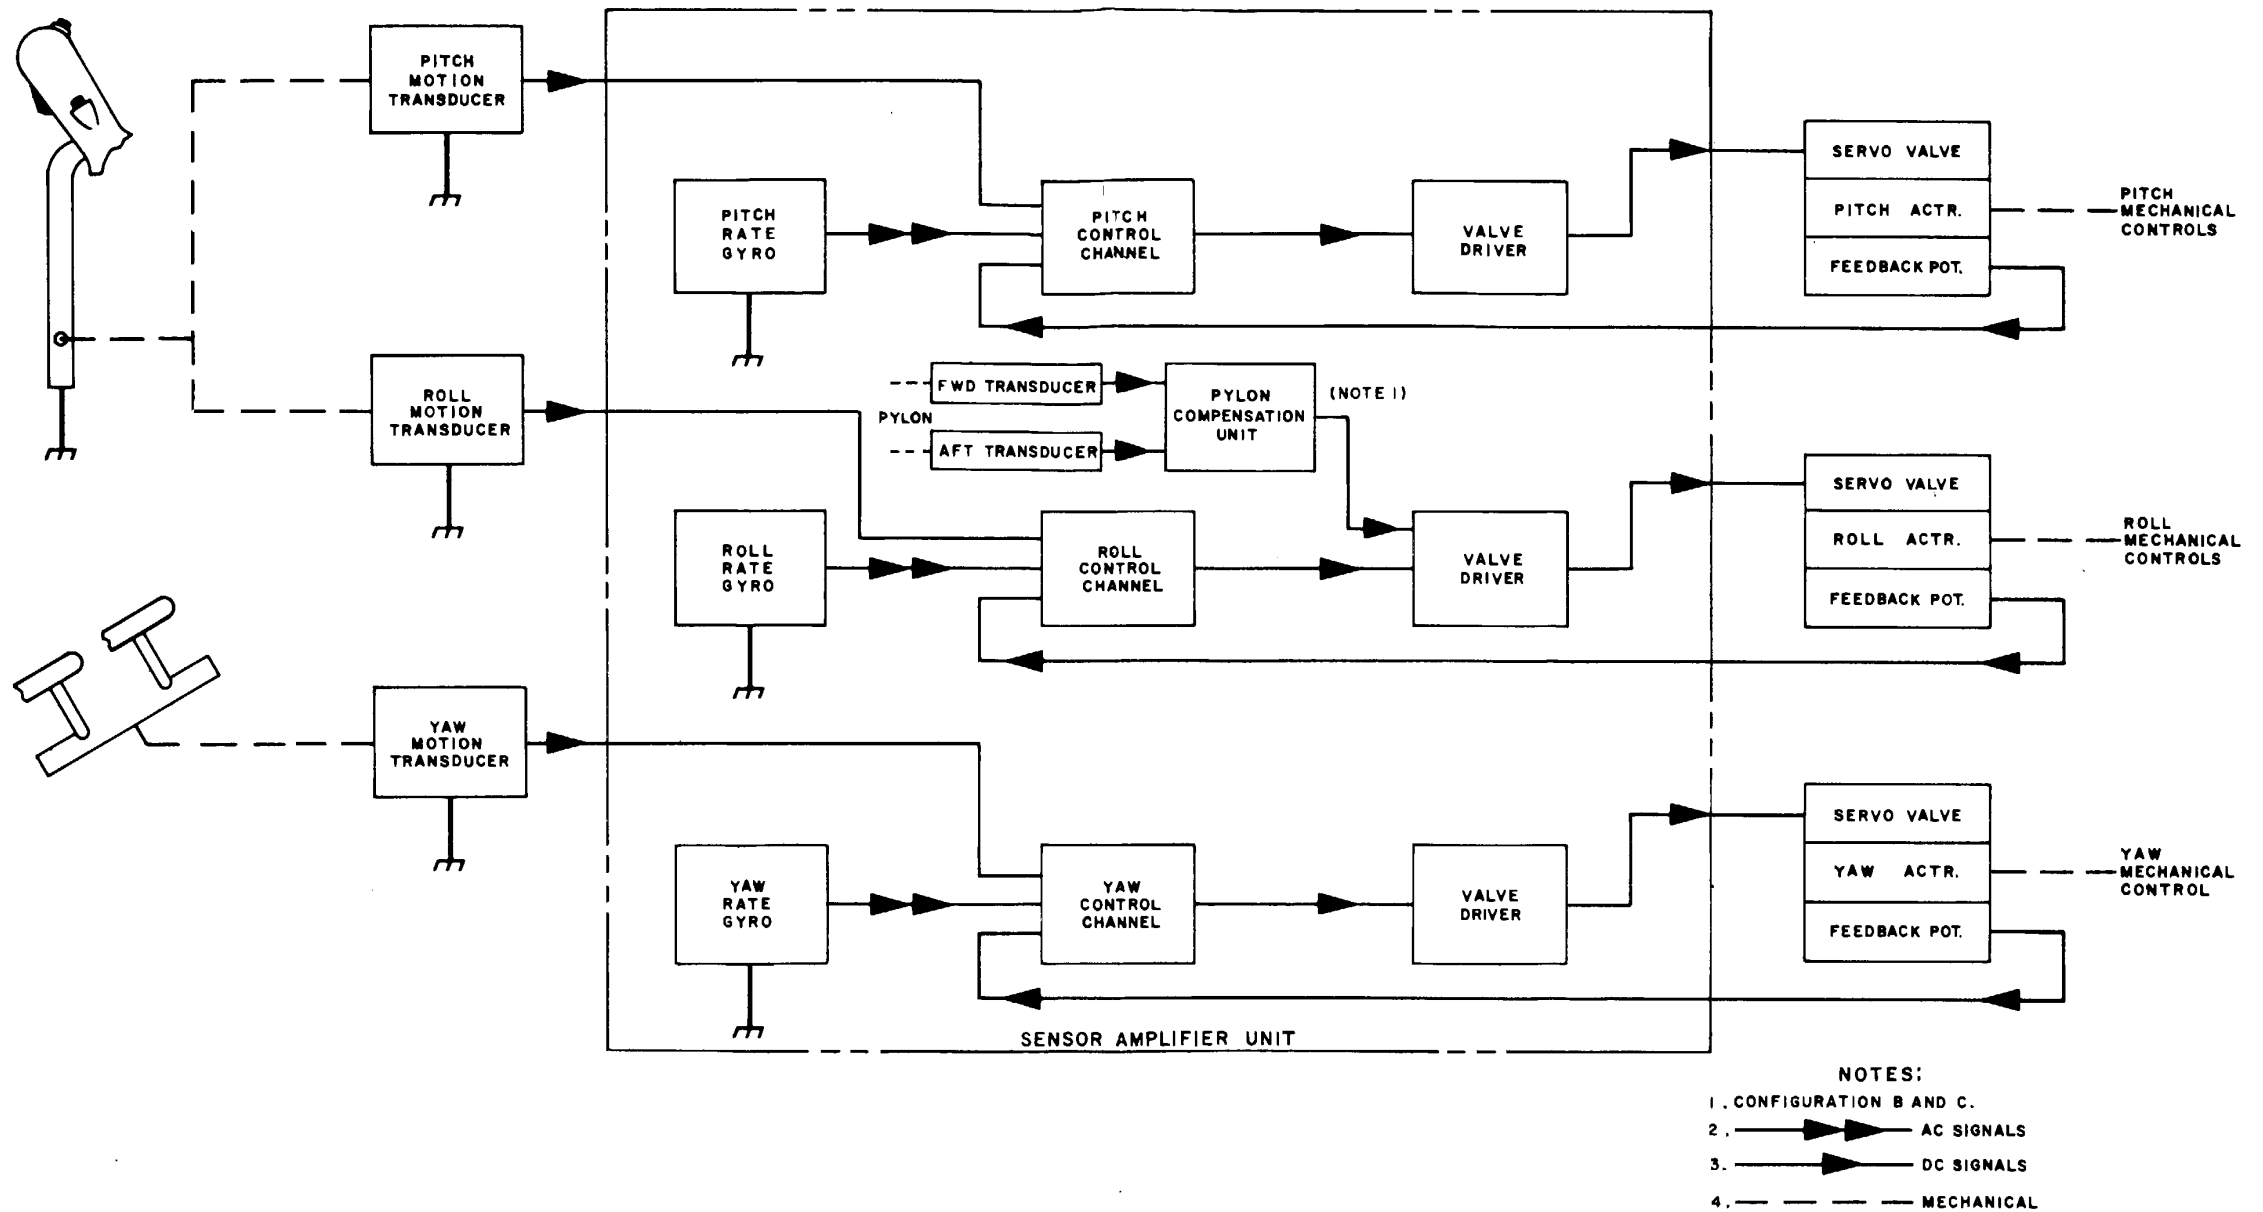 PITCH
MOTION
TRANSDUCER
PITCH
RATE
GYRO
PITCH
CONTROL
CHANNEL
VALVE
DRIVER
SERVO VALVE
PITCH ACTR.
FEEDBACK POT.
PITCH
MECHANICAL
CONTROLS
ROLL
MOTION
TRANSDUCER
FWD TRANSDUCER
PYLON
AFT TRANSDUCER
PYLON
COMPENSATION
UNIT
(NOTE 1)
ROLL
RATE
GYRO
ROLL
CONTROL
CHANNEL
VALVE
DRIVER
SERVO VALVE
ROLL ACTR.
FEEDBACK POT.
ROLL
MECHANICAL
CONTROLS
YAW
MOTION
TRANSDUCER
YAW
RATE
GYRO
YAW
CONTROL
CHANNEL
VALVE
DRIVER
SERVO VALVE
YAW ACTR.
FEEDBACK POT.
YAW
MECHANICAL
CONTROL
SENSOR AMPLIFIER UNIT
NOTES:
1. CONFIGURATION B AND C.
2. AC SIGNALS
3. DC SIGNALS
4. MECHANICAL